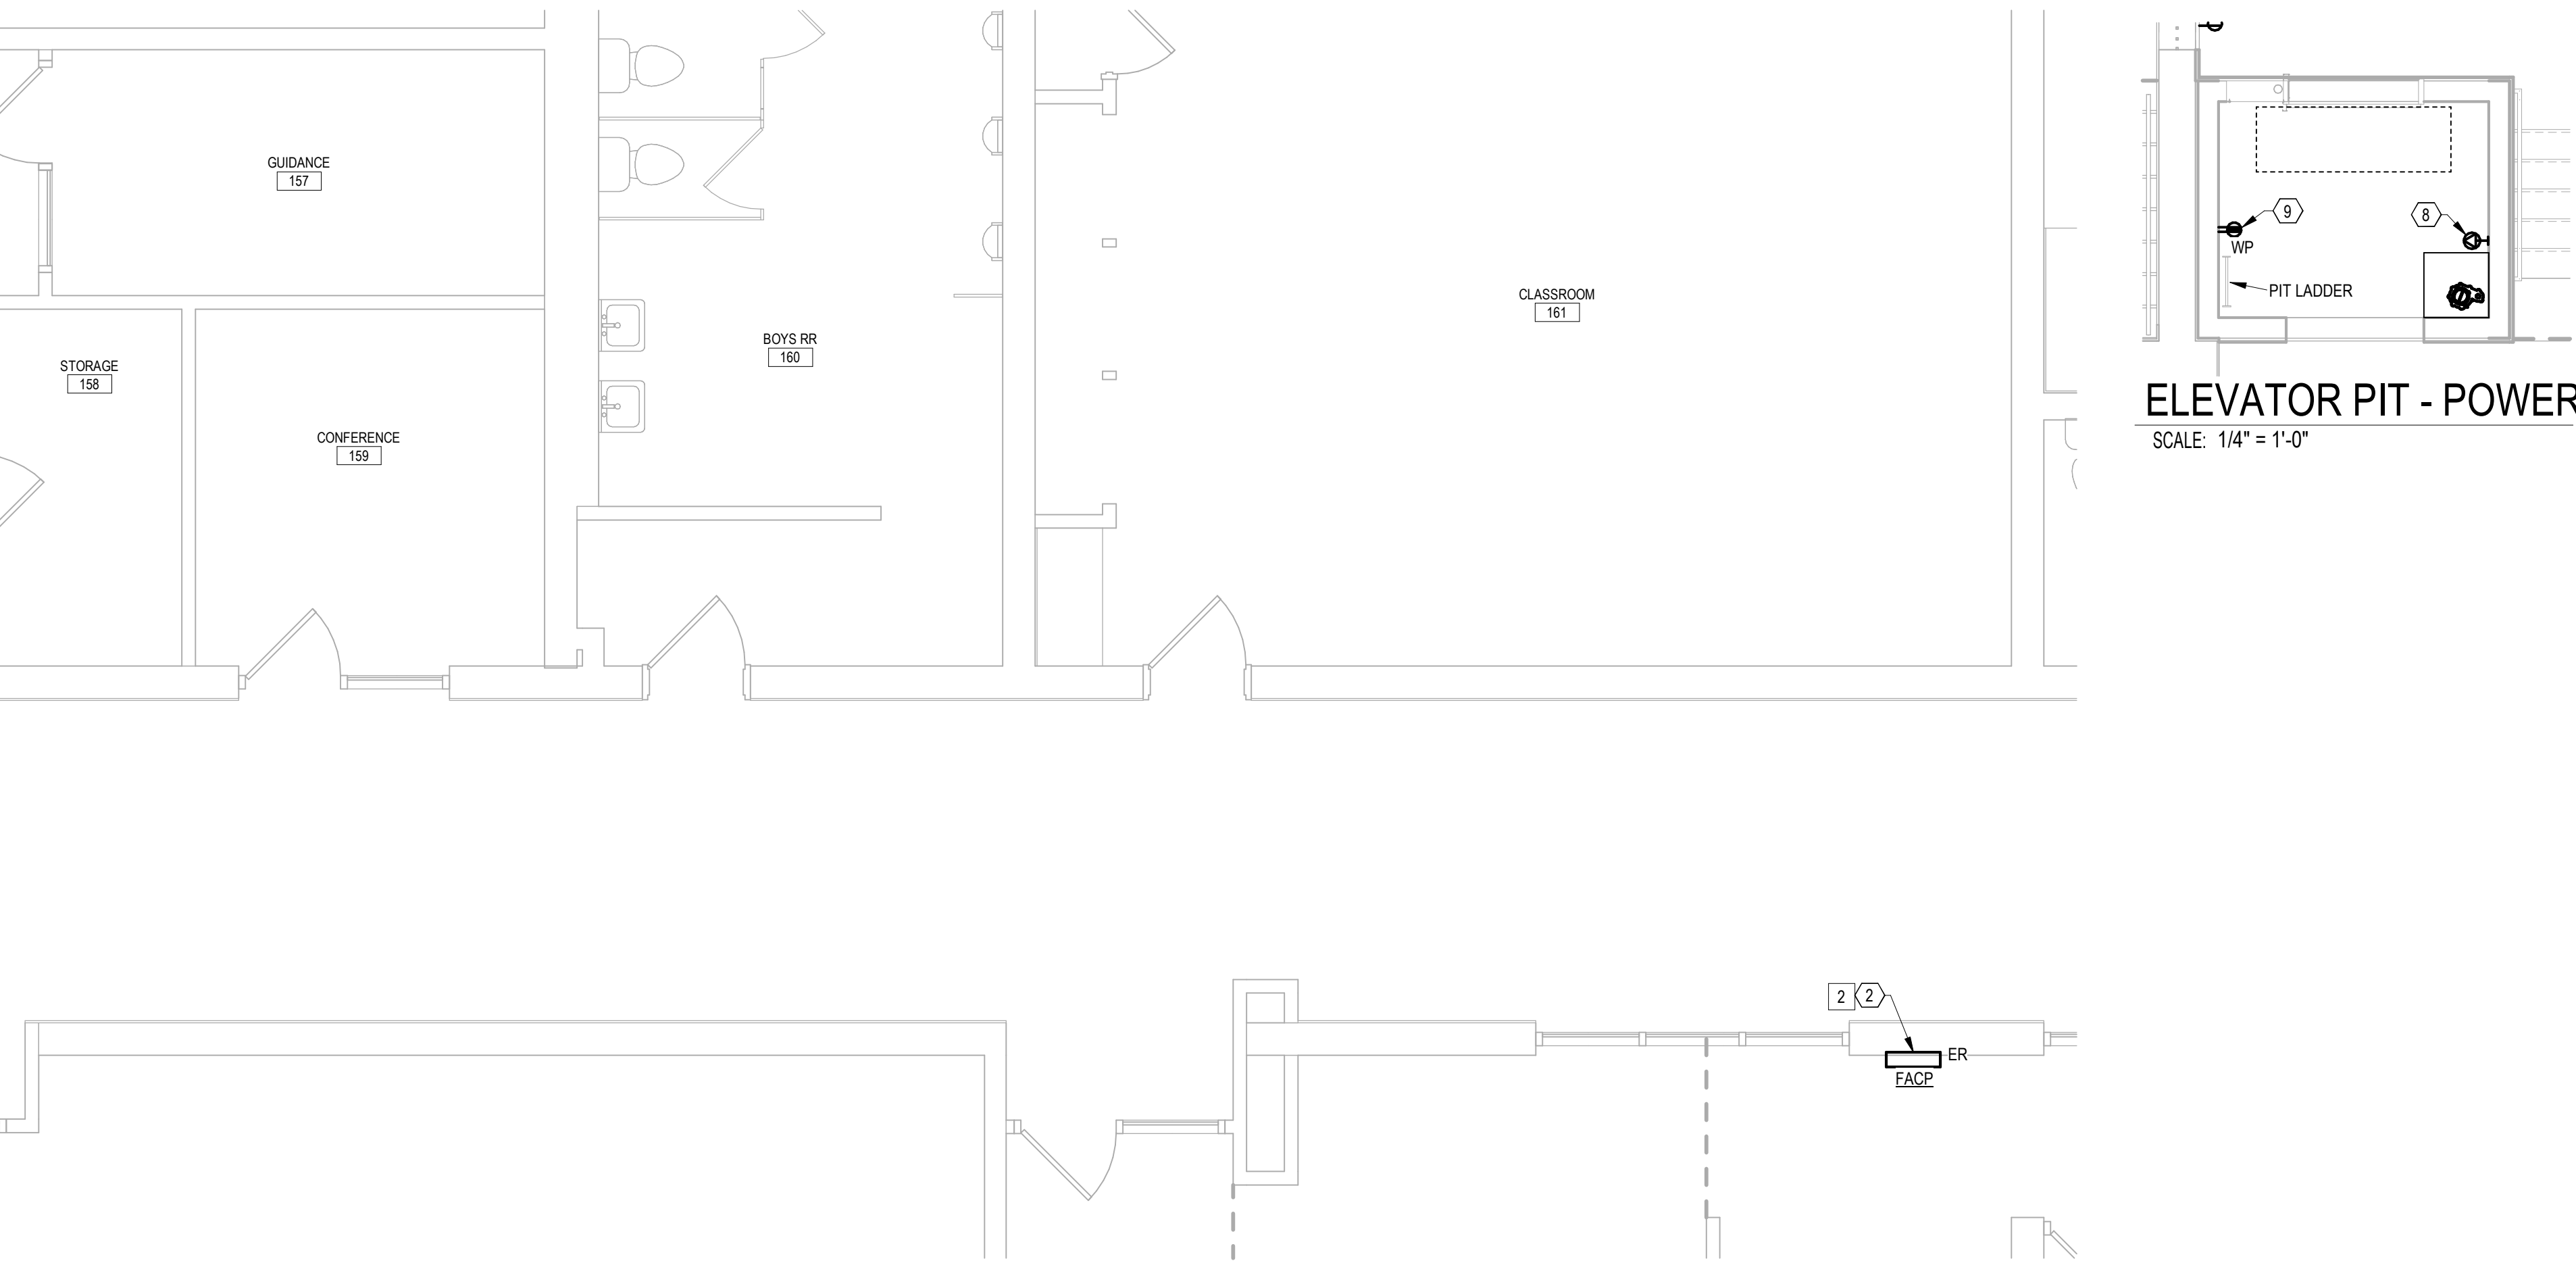 GUIDANCE
157
STORAGE
158
CONFERENCE
159
BOYS RR
160
CLASSROOM
161
9
8
WP
PIT LADDER
ELEVATOR PIT - POWER
SCALE: 1/4" = 1'-0"
2 2
ER
FACP